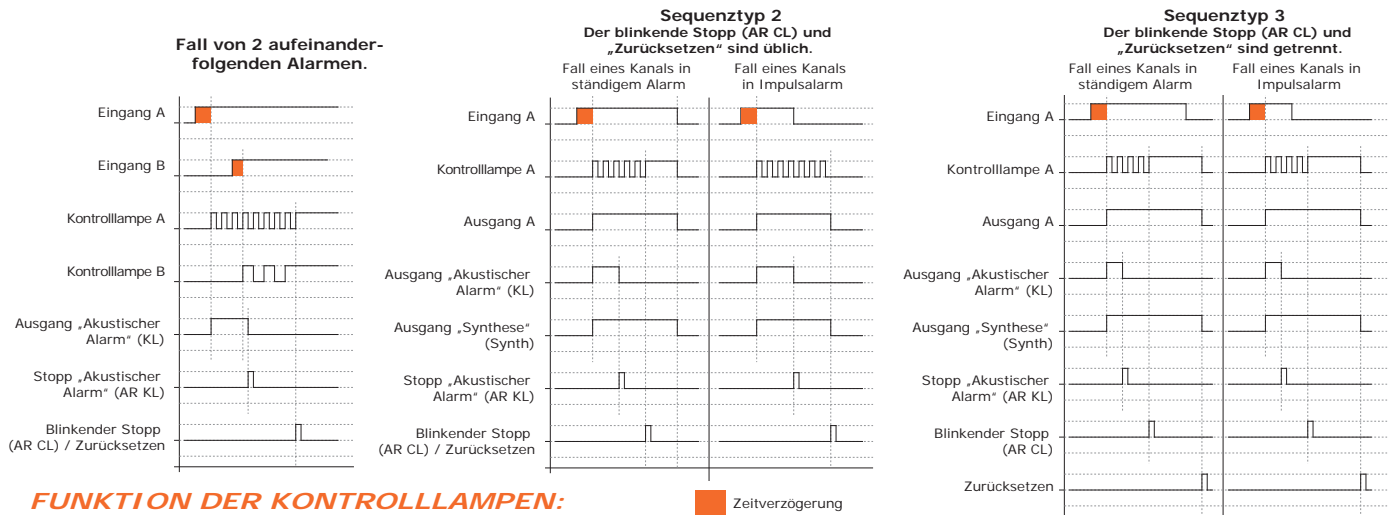 Fall von 2 aufeinander-
folgenden Alarmen.
Eingang A
Eingang B
Kontrolllampe A
Kontrolllampe B
Ausgang „Akustischer
Alarm“ (KL)
Stopp „Akustischer
Alarm“ (AR KL)
Blinkender Stopp
(AR CL) / Zurücksetzen
Sequenztyp 2
Der blinkende Stopp (AR CL) und
„Zurücksetzen“ sind üblich.
Fall eines Kanals in
ständigem Alarm
Fall eines Kanals
in Impulsalarm
Eingang A
Kontrolllampe A
Ausgang A
Ausgang „Akustischer
Alarm“ (KL)
Ausgang „Synthese“
(Synth)
Stopp „Akustischer
Alarm“ (AR KL)
Blinkender Stopp
(AR CL) / Zurücksetzen
Sequenztyp 3
Der blinkende Stopp (AR CL) und
„Zurücksetzen“ sind getrennt.
Fall eines Kanals in
ständigem Alarm
Fall eines Kanals in
Impulsalarm
Eingang A
Kontrolllampe A
Ausgang A
Ausgang „Akustischer
Alarm“ (KL)
Ausgang „Synthese“
(Synth)
Stopp „Akustischer
Alarm“ (AR KL)
Blinkender Stopp
(AR CL)
Zurücksetzen
FUNKTION DER KONTROLLLAMPEN:
Zeitverzögerung